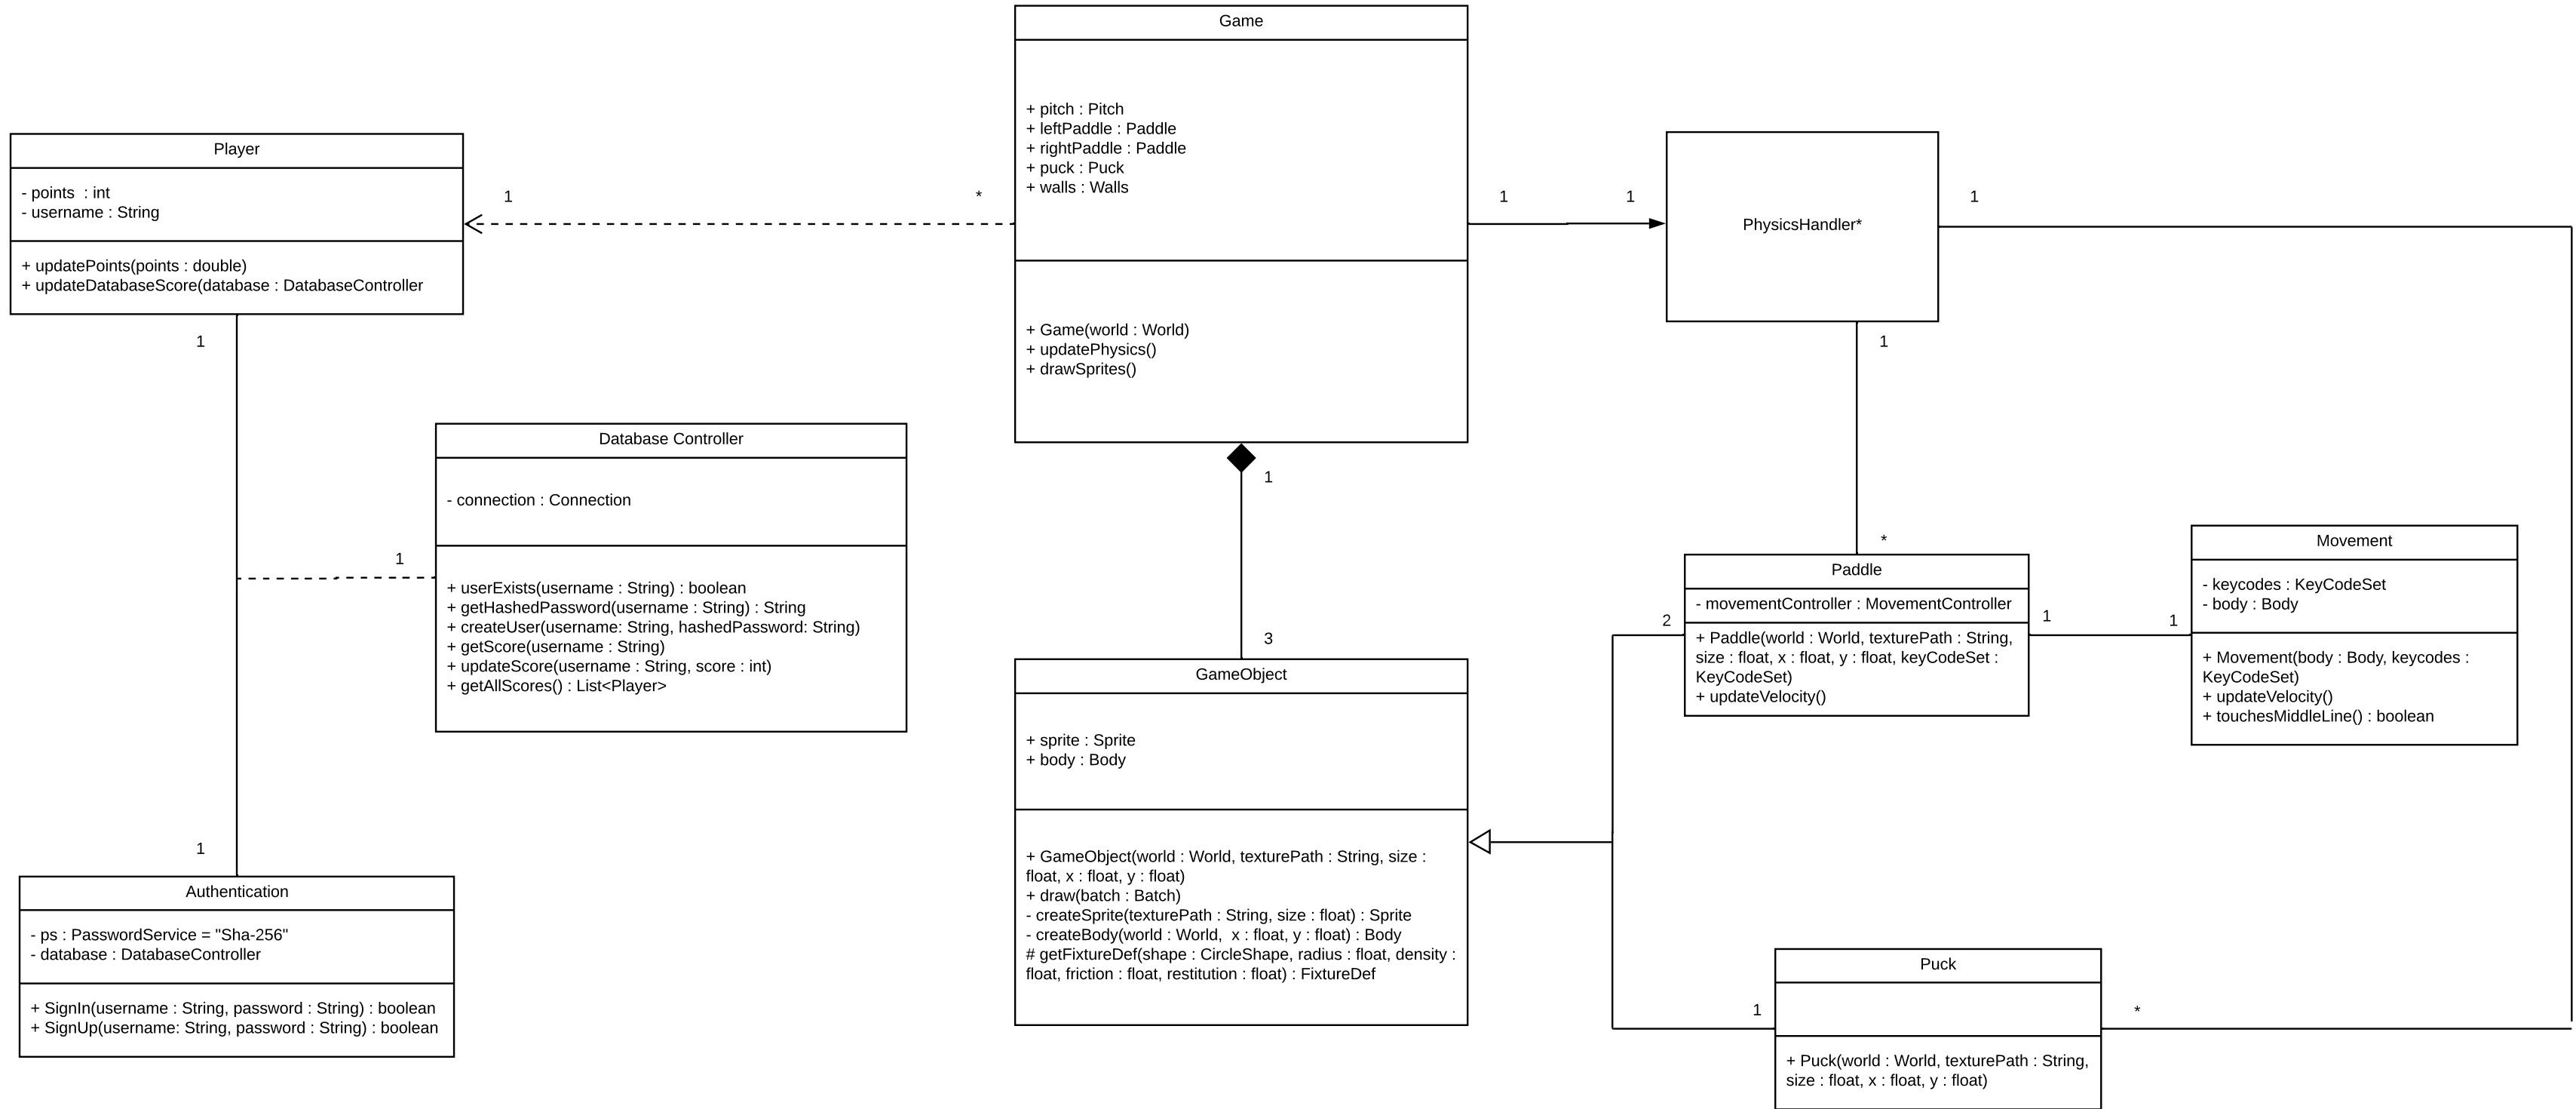 Game
+ pitch : Pitch
+ leftPaddle : Paddle
+ rightPaddle : Paddle
+ puck : Puck
+ walls : Walls
+ Game(world : World)
+ updatePhysics()
+ drawSprites()
Player
- points  : int
- username : String
+ updatePoints(points : double)
+ updateDatabaseScore(database : DatabaseController
1
*
1
1
PhysicsHandler*
1
1
1
Database Controller
- connection : Connection
+ userExists(username : String) : boolean
+ getHashedPassword(username : String) : String
+ createUser(username: String, hashedPassword: String)
+ getScore(username : String)
+ updateScore(username : String, score : int)
+ getAllScores() : List<Player>
1
1
3
GameObject
+ sprite : Sprite
+ body : Body
+ GameObject(world : World, texturePath : String, size :
float, x : float, y : float)
+ draw(batch : Batch)
- createSprite(texturePath : String, size : float) : Sprite
- createBody(world : World,  x : float, y : float) : Body
# getFixtureDef(shape : CircleShape, radius : float, density :
float, friction : float, restitution : float) : FixtureDef
*
Paddle
- movementController : MovementController
+ Paddle(world : World, texturePath : String,
size : float, x : float, y : float, keyCodeSet :
KeyCodeSet)
+ updateVelocity()
2
1
1
Movement
- keycodes : KeyCodeSet
- body : Body
+ Movement(body : Body, keycodes :
KeyCodeSet)
+ updateVelocity()
+ touchesMiddleLine() : boolean
1
Authentication
- ps : PasswordService = "Sha-256"
- database : DatabaseController
+ SignIn(username : String, password : String) : boolean
+ SignUp(username: String, password : String) : boolean
1
*
Puck
+ Puck(world : World, texturePath : String,
size : float, x : float, y : float)